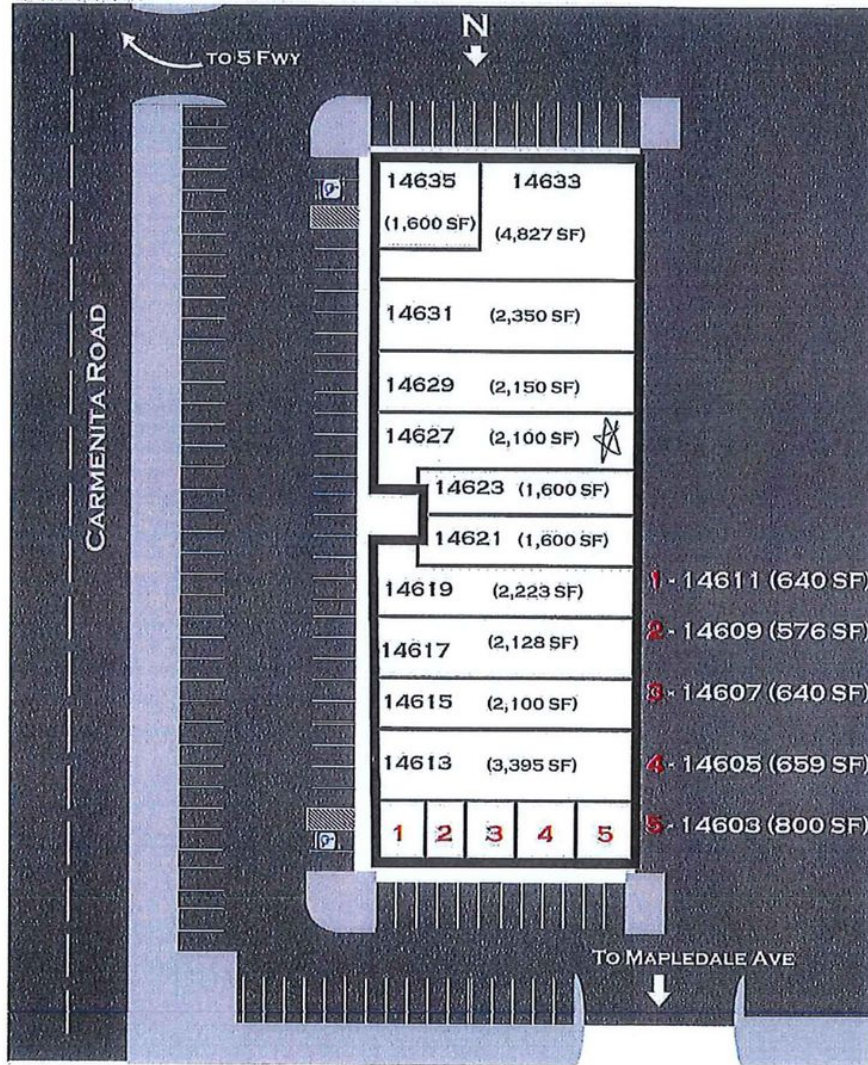 N
TO 5 FWY
14635 14633
(1,600 SF) (4,827 SF)
14631 (2,350 SF)
14629 (2,150 SF)
14627 (2,100 SF)
14623 (1,600 SF)
14621 (1,600 SF)
14619 (2,223 SF)
14617 (2,128 SF)
14615 (2,100 SF)
14613 (3,395 SF)
1 2 3 4 5
CARMENITA ROAD
1 - 14611 (640 SF)
2 - 14609 (576 SF)
3 - 14607 (640 SF)
4 - 14605 (659 SF)
5 - 14603 (800 SF)
TO MAPLEDALE AVE